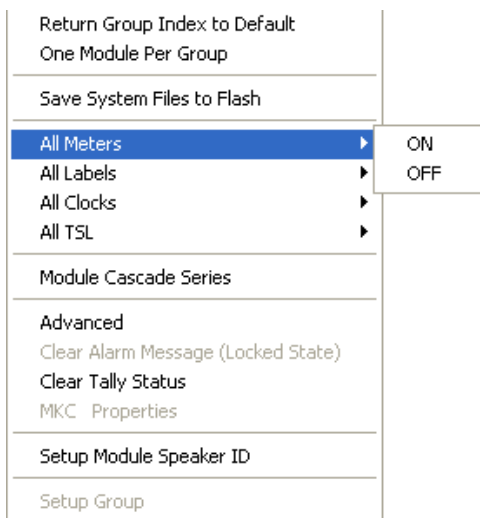 Return Group Index to Default
One Module Per Group
Save System Files to Flash
All Meters
ON
All Labels
OFF
All Clocks
All TSL
Module Cascade Series
Advanced
Clear Alarm Message (Locked State)
Clear Tally Status
MKC Properties
Setup Module Speaker ID
Setup Group